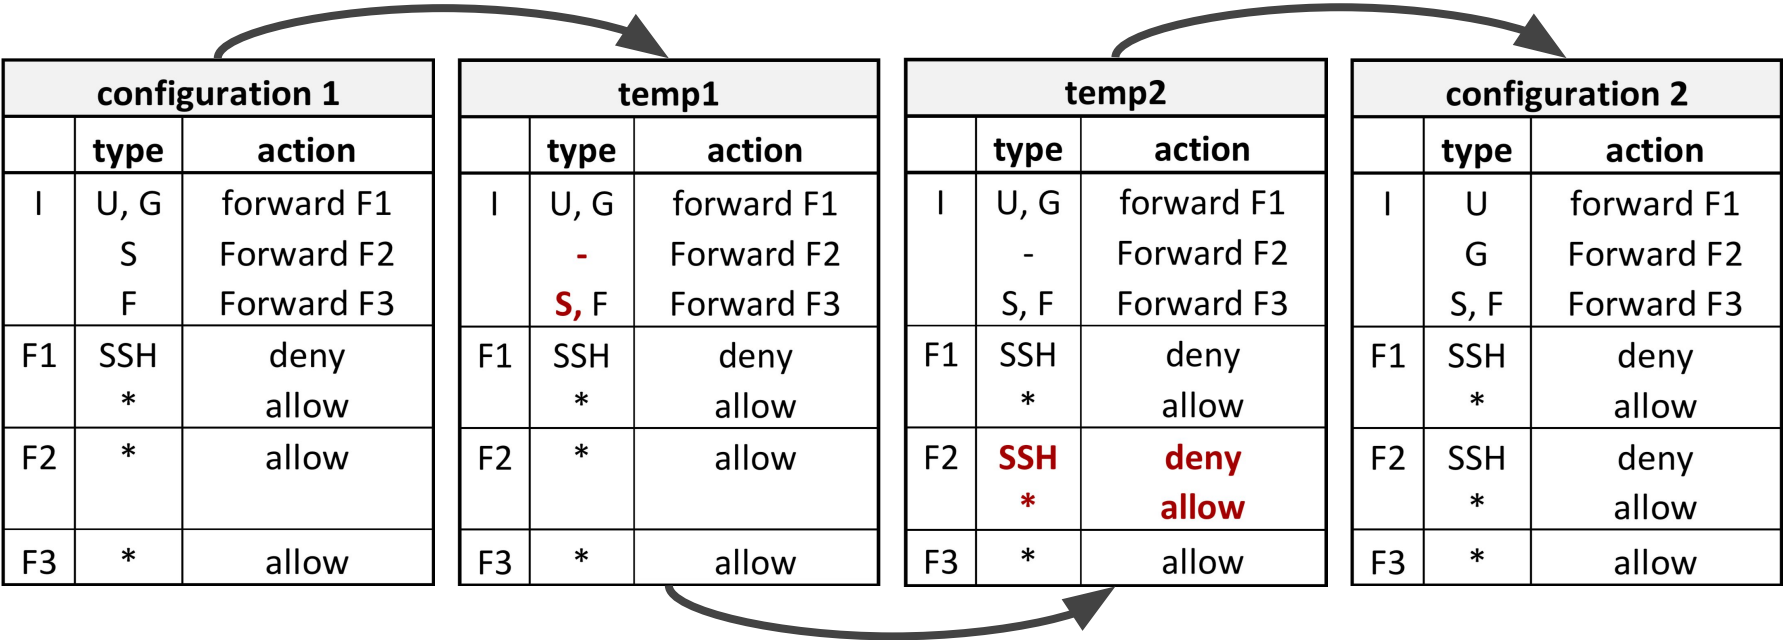 configuration 1
type action
I U, G forward F1
S Forward F2
F Forward F3
F1 SSH deny
* allow
F2 * allow
F3 * allow
temp1
type action
I U, G forward F1
- Forward F2
S, F Forward F3
F1 SSH deny
* allow
F2 * allow
F3 * allow
temp2
type action
I U, G forward F1
- Forward F2
S, F Forward F3
F1 SSH deny
* allow
F2 SSH deny
* allow
F3 * allow
configuration 2
type action
I U forward F1
G Forward F2
S, F Forward F3
F1 SSH deny
* allow
F2 SSH deny
* allow
F3 * allow